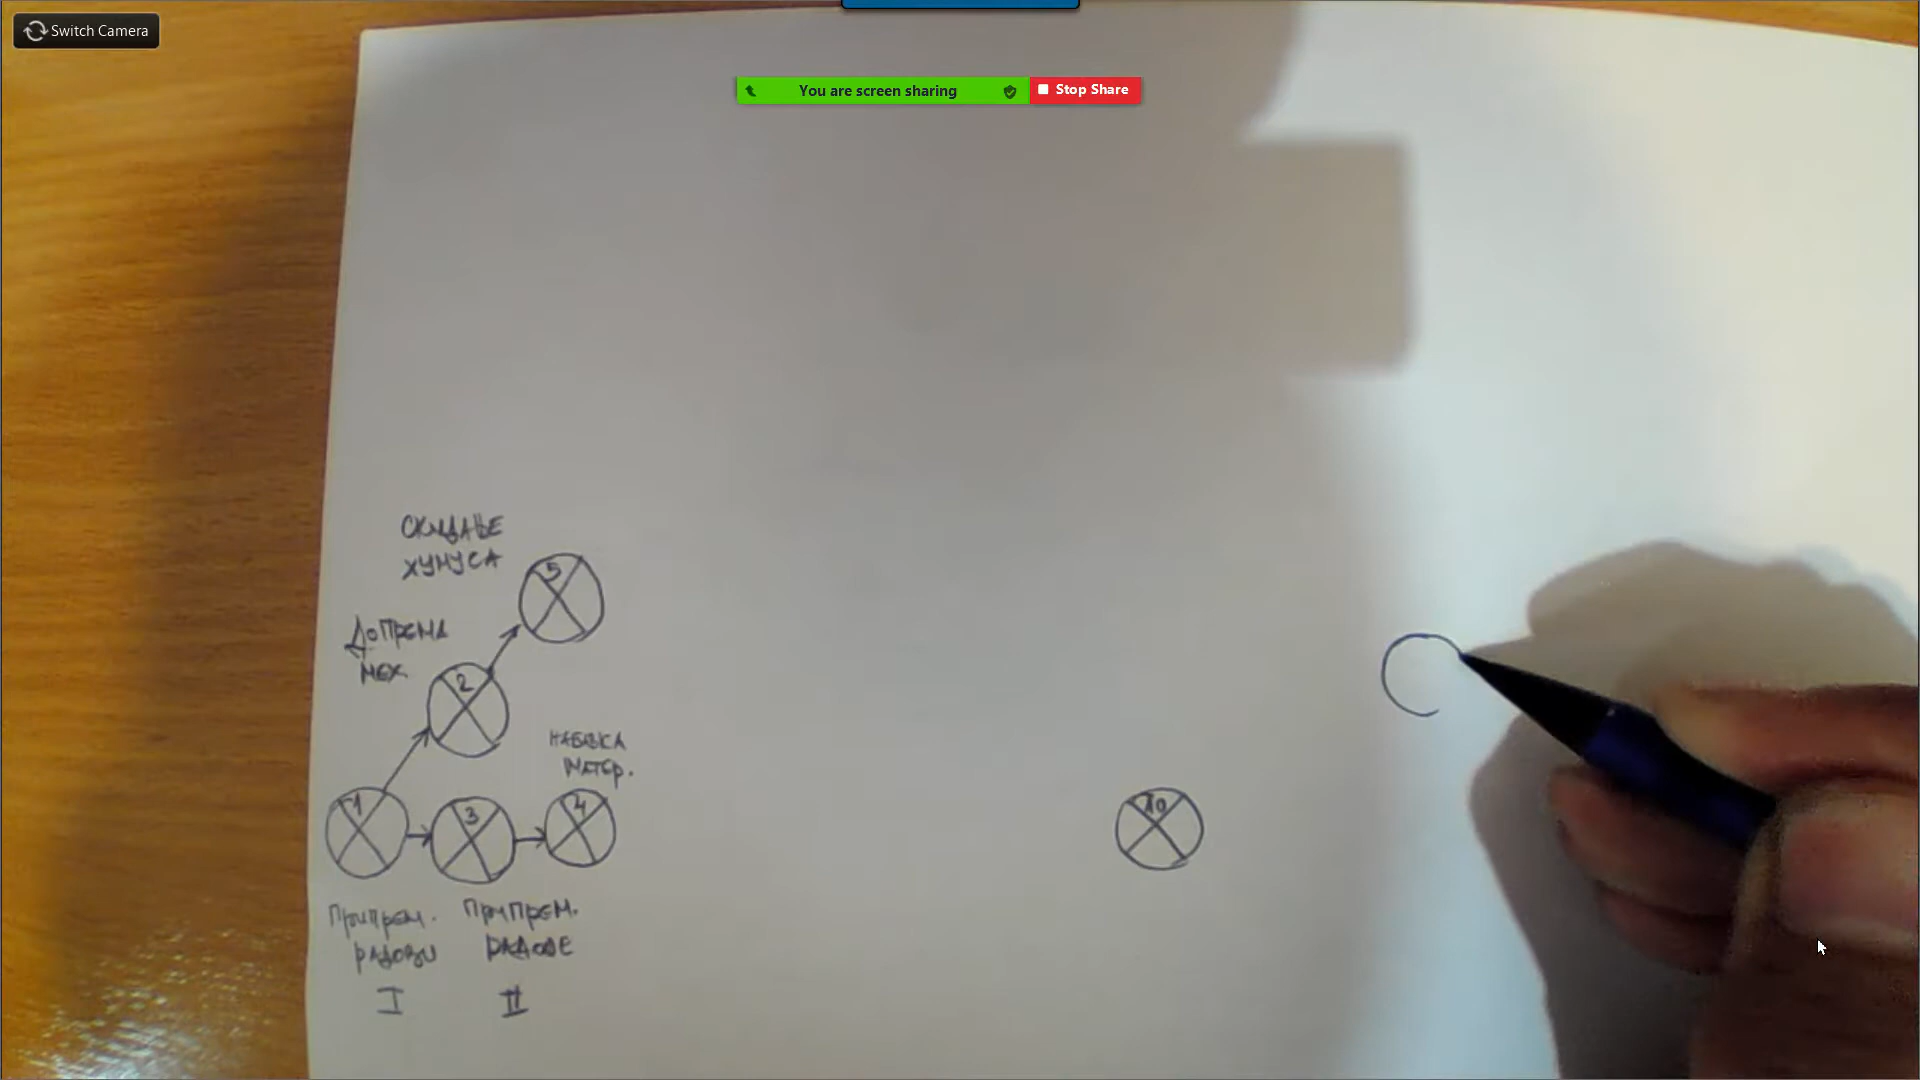 Switch Camera
You are screen sharing
Stop Share
СКИДАЊЕ
ХУМУСА
5
ДОПРЕМА
МЕХ.
2
НАБАВКА
МАТЕР.
1
3
4
10
Припрем.
радови
I
Припрем.
радове
II